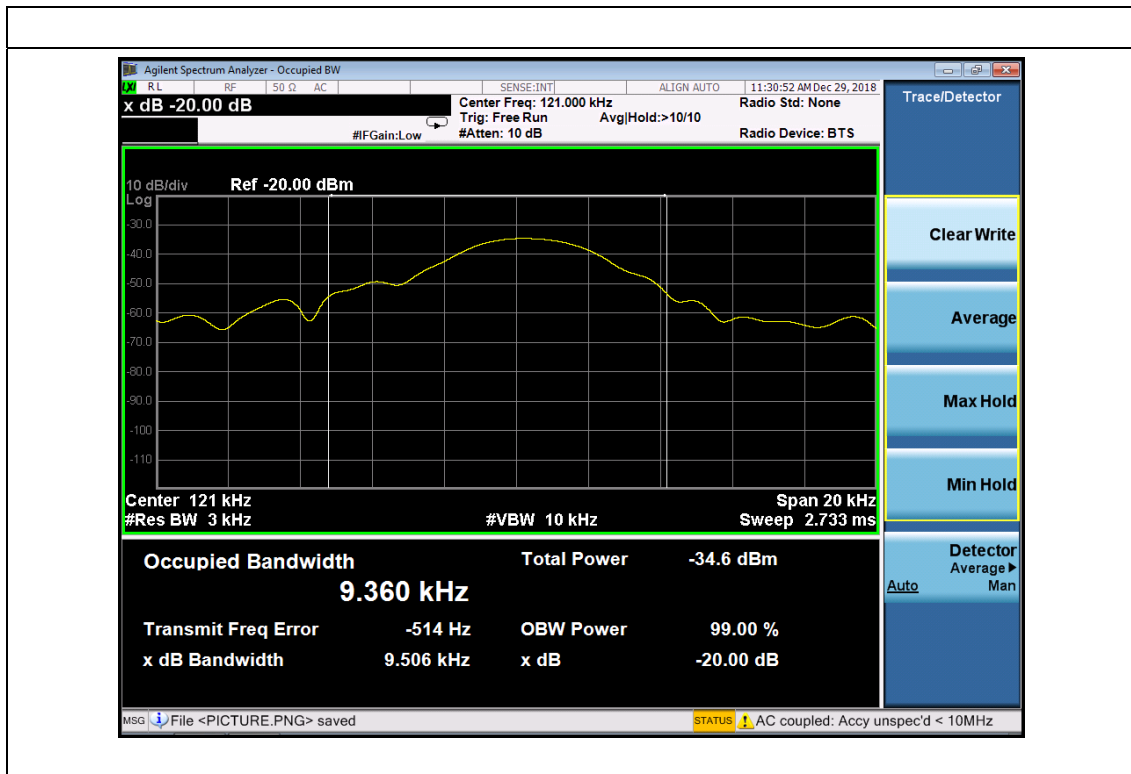 Agilent Spectrum Analyzer - Occupied BW
LXI RL RF 50 Ω AC SENSE:INT ALIGN AUTO 11:30:52 AM Dec 29, 2018
x dB -20.00 dB
Center Freq: 121.000 kHz Radio Std: None
Trig: Free Run Avg|Hold:>10/10
#IFGain:Low #Atten: 10 dB Radio Device: BTS
10 dB/div Ref -20.00 dBm
Log
-30.0
-40.0
-50.0
-60.0
-70.0
-80.0
-90.0
-100
-110
Center 121 kHz Span 20 kHz
#Res BW 3 kHz #VBW 10 kHz Sweep 2.733 ms
Occupied Bandwidth Total Power -34.6 dBm
9.360 kHz
Transmit Freq Error -514 Hz OBW Power 99.00 %
x dB Bandwidth 9.506 kHz x dB -20.00 dB
Trace/Detector
Clear Write
Average
Max Hold
Min Hold
Detector
Average
Auto Man
MSG File <PICTURE.PNG> saved STATUS AC coupled: Accy unspec'd < 10MHz